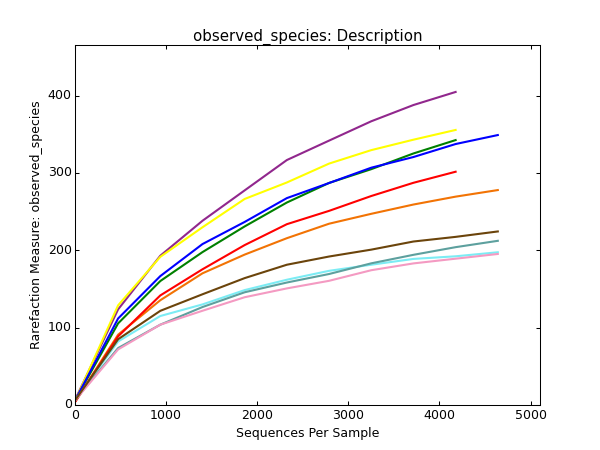 observed_species: Description
Rarefaction Measure: observed_species
400
300
200
100
0
0 1000 2000 3000 4000 5000
Sequences Per Sample